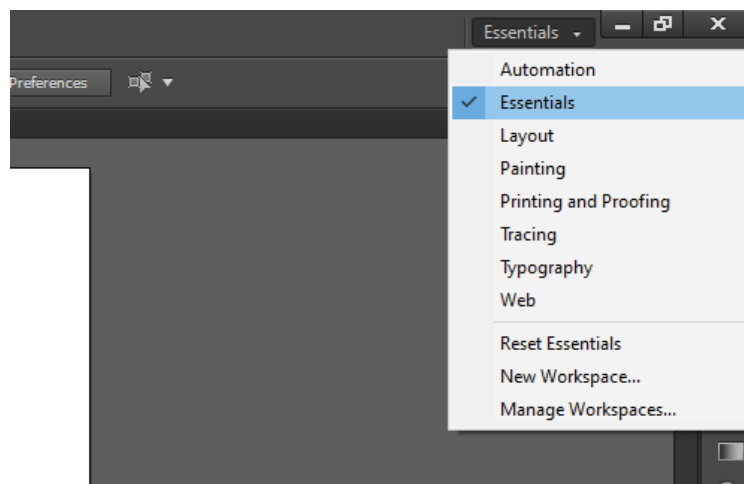 Essentials
Preferences
Automation
Essentials
Layout
Painting
Printing and Proofing
Tracing
Typography
Web
Reset Essentials
New Workspace...
Manage Workspaces...